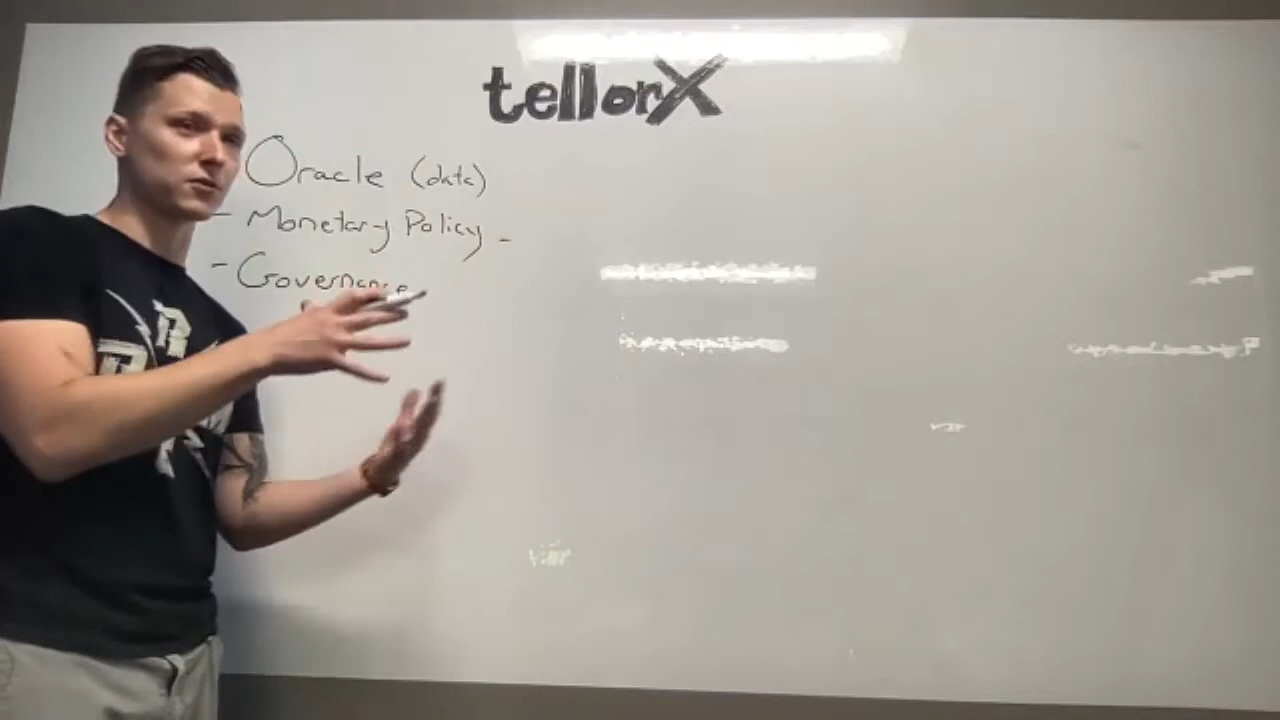 tellorX
Oracle (data)
- Monetary Policy -
- Governance